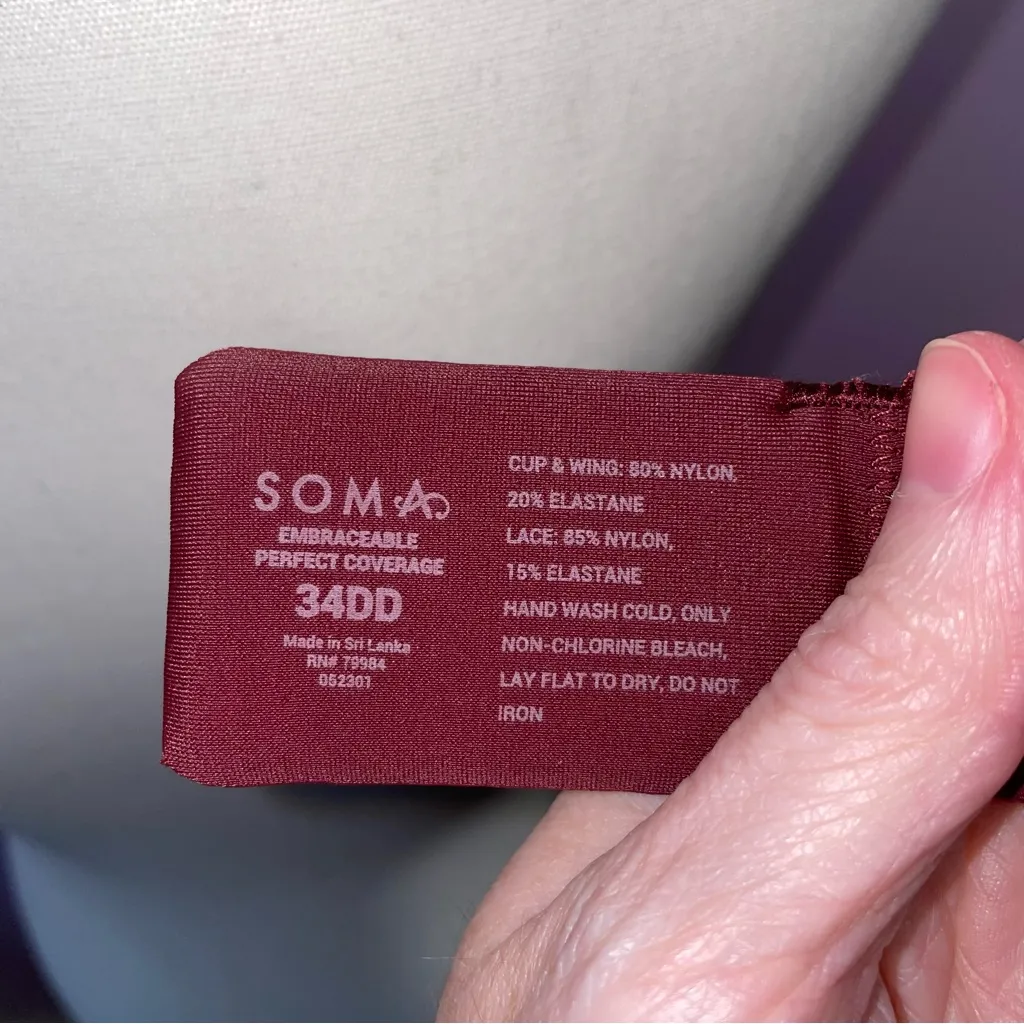 SOMA
EMBRACEABLE
PERFECT COVERAGE
34DD
Made in Sri Lanka
RN# 79984
052301
CUP & WING: 80% NYLON,
20% ELASTANE
LACE: 85% NYLON,
15% ELASTANE
HAND WASH COLD, ONLY
NON-CHLORINE BLEACH,
LAY FLAT TO DRY, DO NOT
IRON